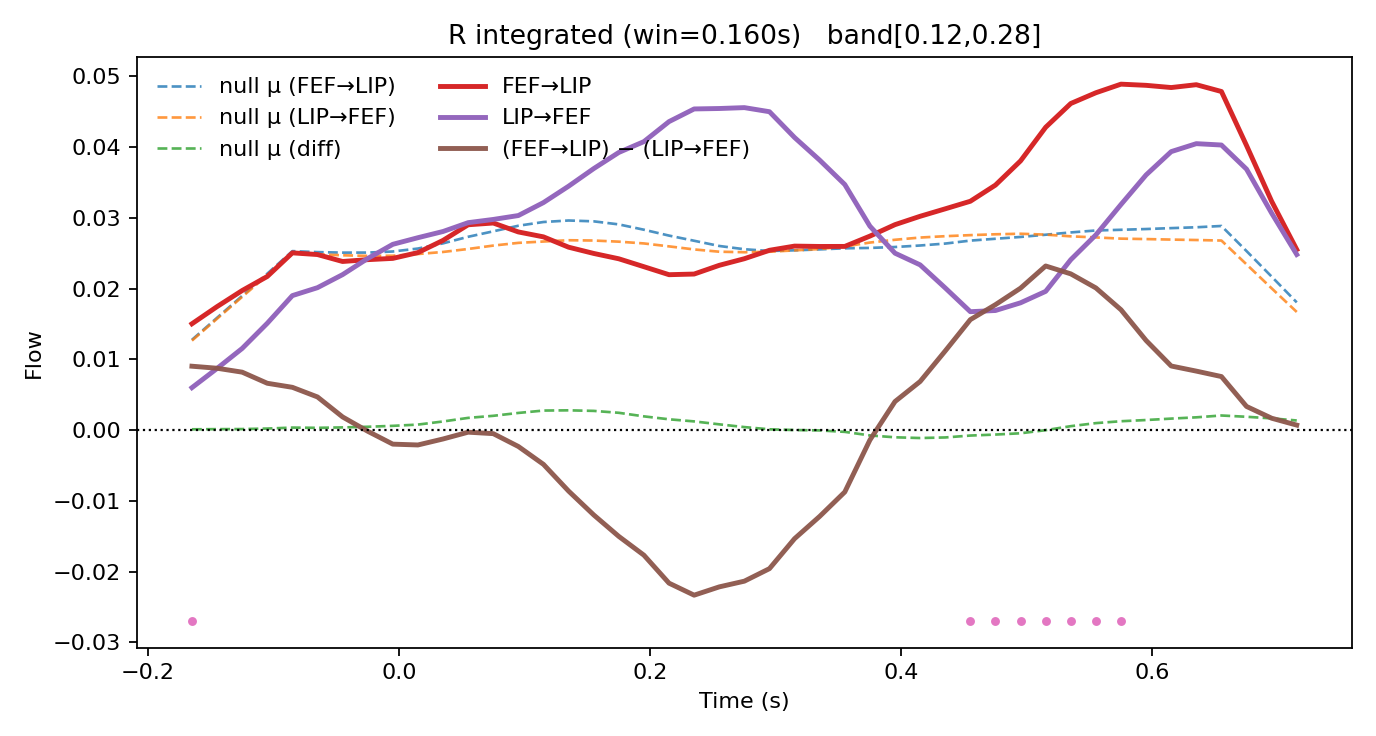 R integrated (win=0.160s)   band[0.12,0.28]
null μ (FEF→LIP)
null μ (LIP→FEF)
null μ (diff)
FEF→LIP
LIP→FEF
(FEF→LIP) − (LIP→FEF)
Flow
0.05
0.04
0.03
0.02
0.01
0.00
−0.01
−0.02
−0.03
−0.2
0.0
0.2
0.4
0.6
Time (s)